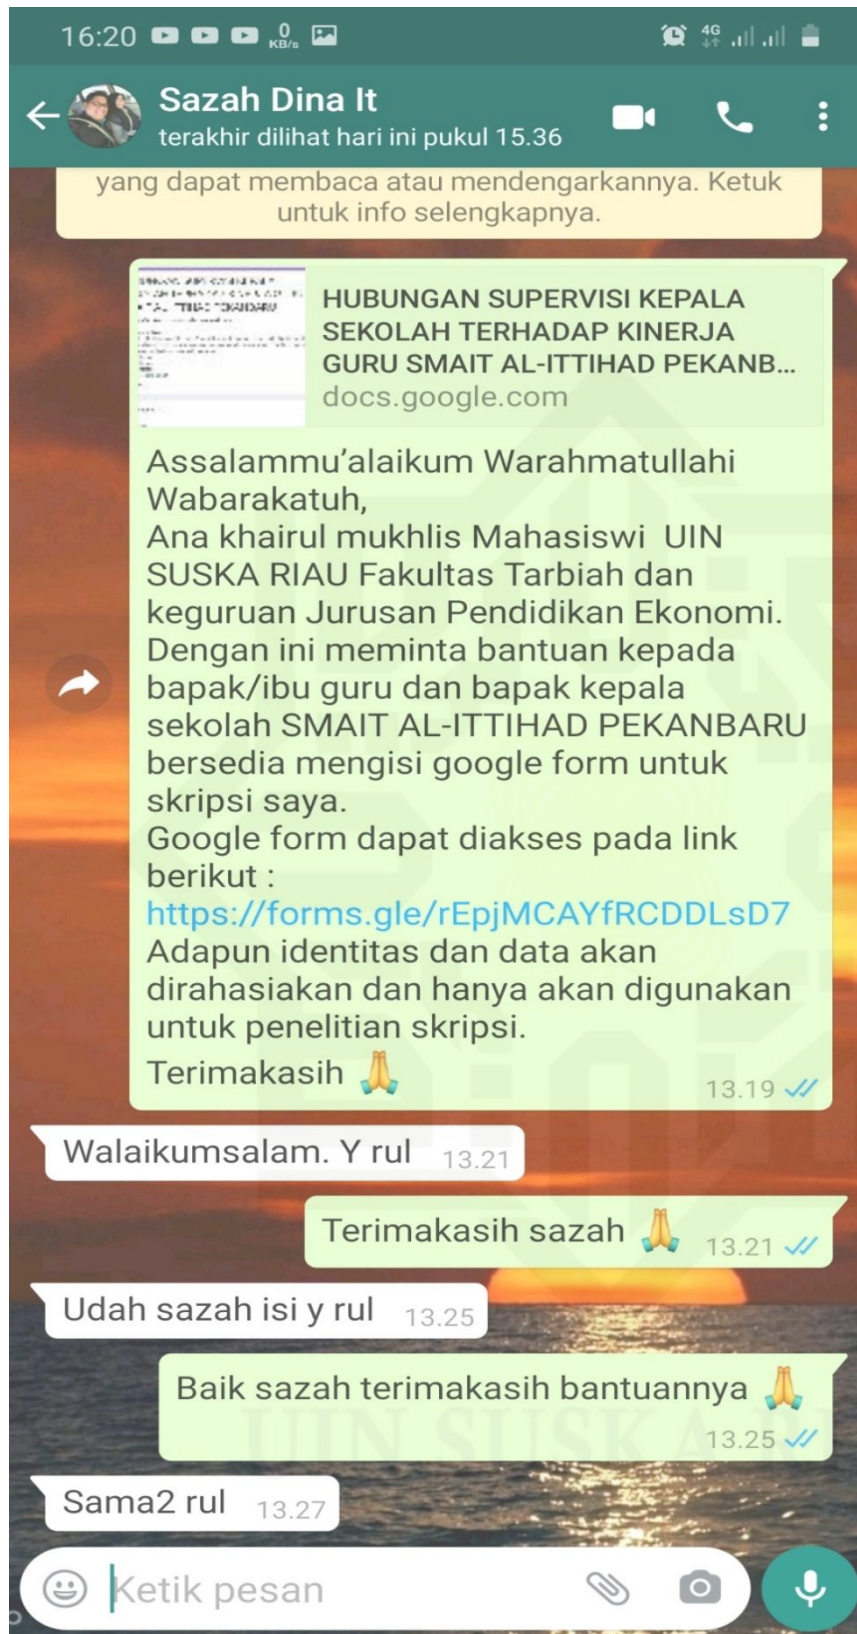 16:20
0
KB/s
4G
Sazah Dina It
terakhir dilihat hari ini pukul 15.36
yang dapat membaca atau mendengarkannya. Ketuk
untuk info selengkapnya.
HUBUNGAN SUPERVISI KEPALA
SEKOLAH TERHADAP KINERJA
GURU SMAIT AL-ITTIHAD PEKANB...
docs.google.com
Assalammu’alaikum Warahmatullahi
Wabarakatuh,
Ana khairul mukhlis Mahasiswi UIN
SUSKA RIAU Fakultas Tarbiah dan
keguruan Jurusan Pendidikan Ekonomi.
Dengan ini meminta bantuan kepada
bapak/ibu guru dan bapak kepala
sekolah SMAIT AL-ITTIHAD PEKANBARU
bersedia mengisi google form untuk
skripsi saya.
Google form dapat diakses pada link
berikut :
https://forms.gle/rEpjMCAYfRCDDLsD7
Adapun identitas dan data akan
dirahasiakan dan hanya akan digunakan
untuk penelitian skripsi.
Terimakasih 🙏
13.19
Walaikumsalam. Y rul 13.21
Terimakasih sazah 🙏 13.21
Udah sazah isi y rul 13.25
Baik sazah terimakasih bantuannya 🙏
13.25
UIN SUSKA R
Sama2 rul 13.27
Ketik pesan